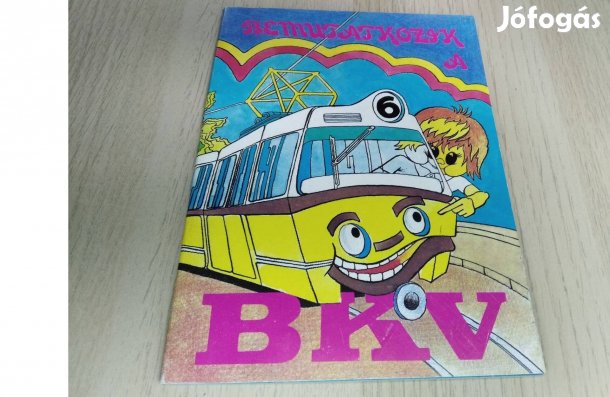 Jófogás
BEMUTATKOZIK
A
6
BKV